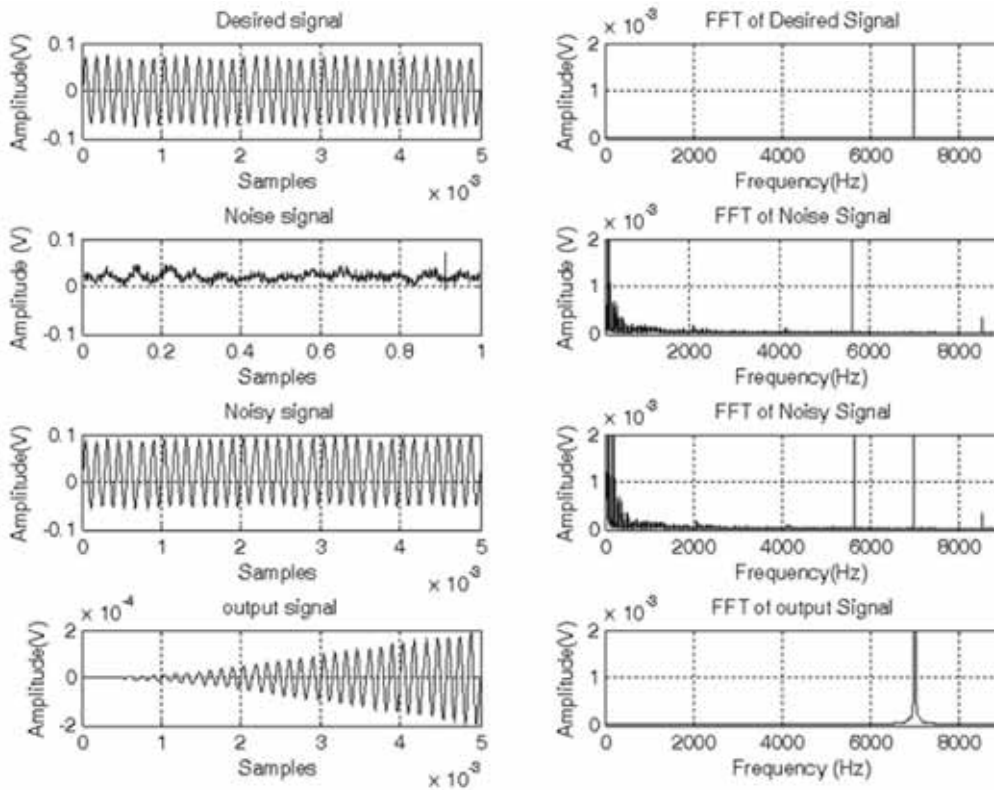 Desired signal
Amplitude(V)
0.1
0
-0.1
0 1 2 3 4 5
Samples
× 10⁻³
FFT of Desired Signal
× 10⁻³
Amplitude(V)
2
1
0
0 2000 4000 6000 8000
Frequency(Hz)
Noise signal
Amplitude (V)
0.1
0
-0.1
0 0.2 0.4 0.6 0.8 1
Samples
FFT of Noise Signal
× 10⁻³
Amplitude (V)
2
1
0
2000 4000 6000 8000
Frequency(Hz)
Noisy signal
Amplitude(V)
0.1
0
-0.1
0 1 2 3 4 5
Samples
× 10⁻³
FFT of Noisy Signal
× 10⁻³
Amplitude(V)
2
1
0
0 2000 4000 6000 8000
Frequency(Hz)
output signal
× 10⁻⁴
Amplitude(V)
2
0
-2
0 1 2 3 4 5
Samples
× 10⁻³
FFT of output Signal
× 10⁻³
Amplitude(V)
2
1
0
0 2000 4000 6000 8000
Frequency (Hz)